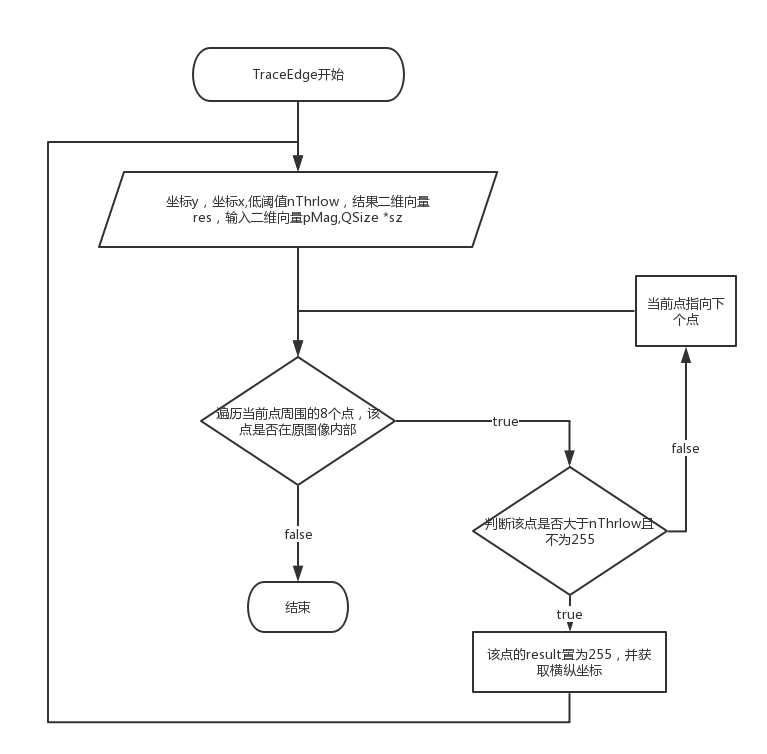 TraceEdge开始
坐标y，坐标x,低阈值nThrlow，结果二维向量
res，输入二维向量pMag,QSize *sz
当前点指向下
个点
遍历当前点周围的8个点，该
点是否在原图像内部
true
false
判断该点是否大于nThrlow且
不为255
false
结束
true
该点的result置为255，并获
取横纵坐标